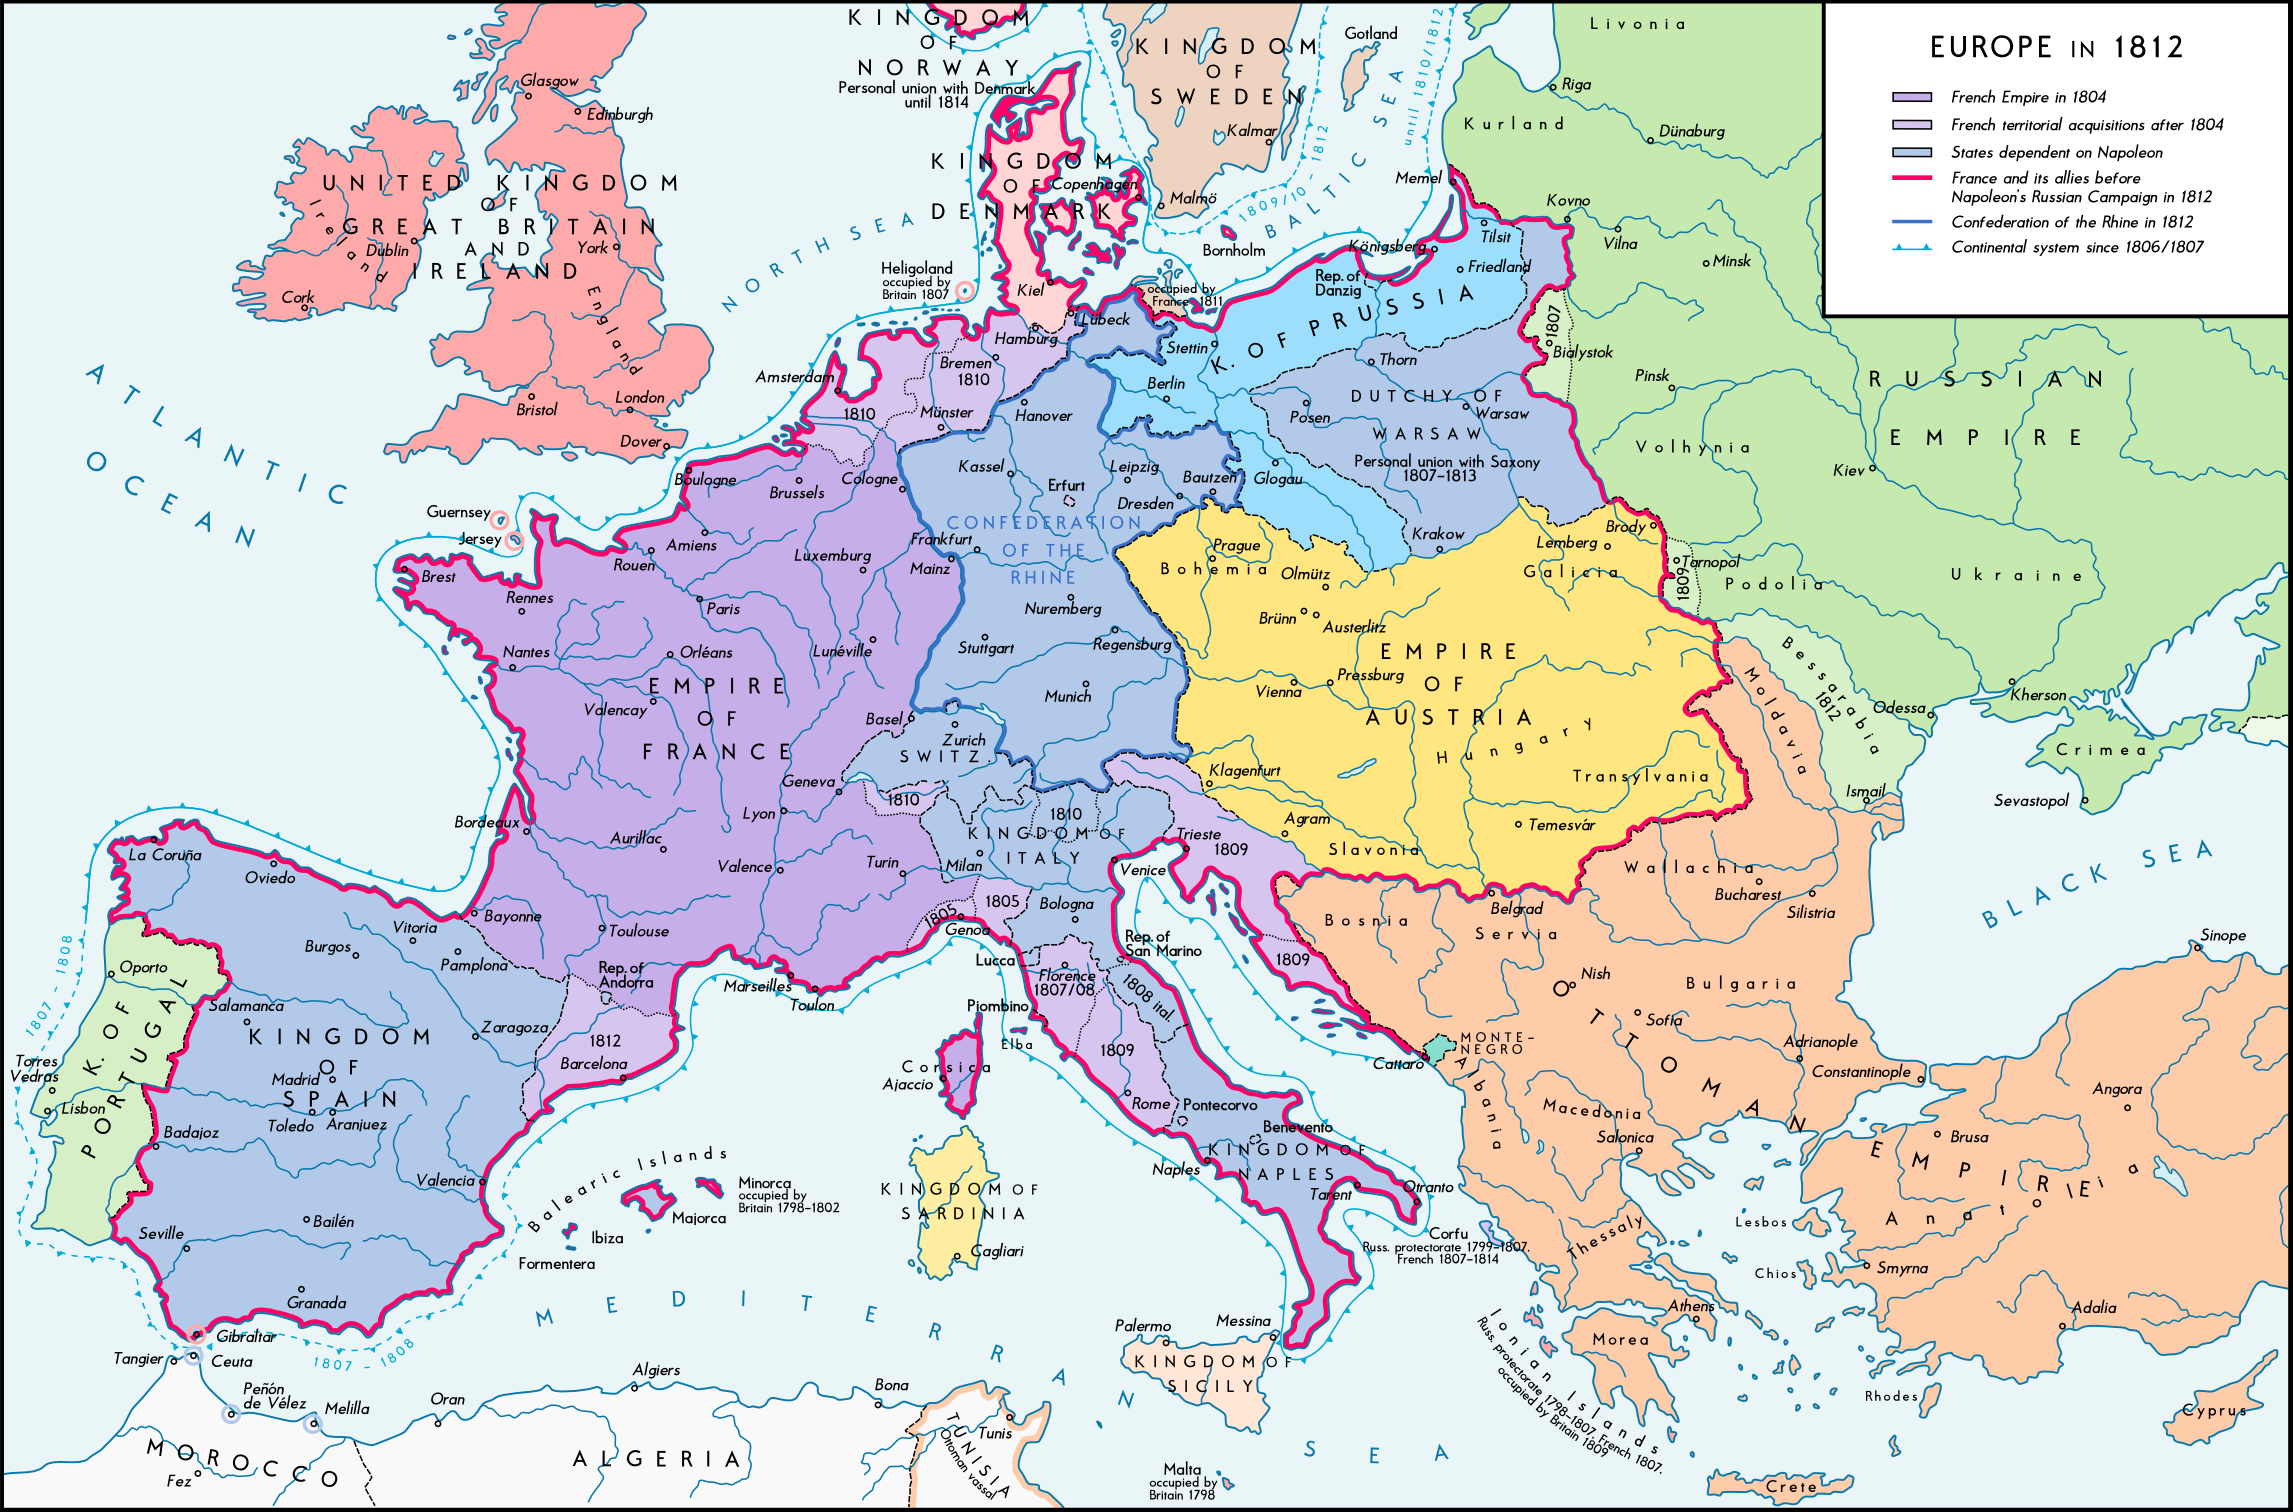 EUROPE IN 1812
French Empire in 1804
French territorial acquisitions after 1804
States dependent on Napoleon
France and its allies before
Napoleon's Russian Campaign in 1812
Confederation of the Rhine in 1812
Continental system since 1806/1807
KINGDOM
OF
NORWAY
Personal union with Denmark
until 1814
KINGDOM
OF
SWEDEN
Gotland
Kalmar
Malmö
Livonia
Riga
Kurland
Dünaburg
Memel
Kovno
Vilna
Minsk
Glasgow
Edinburgh
UNITED KINGDOM
OF
GREAT BRITAIN
AND
IRELAND
Ireland
Dublin
York
Cork
England
Bristol
London
Dover
NORTH SEA
BALTIC SEA
1809/10 - 1812
until 1810/1812
KINGDOM
OF
DENMARK
Copenhagen
Kiel
Bornholm
Heligoland
occupied by
Britain 1807
occupied by
France 1811
Lübeck
Hamburg
Bremen
1810
Stettin
Rep. of
Danzig
Königsberg
Tilsit
Friedland
K. OF PRUSSIA
Berlin
Thorn
1807
Bialystok
Pinsk
RUSSIAN
EMPIRE
DUTCHY OF
WARSAW
Personal union with Saxony
1807-1813
Posen
Warsaw
Volhynia
Kiev
Amsterdam
1810
Münster
Hanover
Boulogne
Brussels
Cologne
Kassel
Leipzig
Erfurt
Dresden
Bautzen
Glogau
CONFEDERATION
OF THE
RHINE
Frankfurt
Mainz
Nuremberg
Stuttgart
Regensburg
Munich
ATLANTIC
OCEAN
Guernsey
Jersey
Brest
Rennes
Amiens
Rouen
Luxemburg
Paris
Nantes
Orléans
Lunéville
Valencay
EMPIRE
OF
FRANCE
Basel
Zurich
SWITZ.
Geneva
1810
Lyon
Bordeaux
Aurillac
Valence
Turin
Bayonne
Toulouse
Marseilles
Toulon
Krakow
Brody
Lemberg
Galicia
Tarnopol
1809
Podolia
Ukraine
Prague
Bohemia
Olmütz
Brünn
Austerlitz
EMPIRE
OF
AUSTRIA
Vienna
Pressburg
Hungary
Klagenfurt
Transylvania
Agram
Temesvár
Slavonia
Moldavia
Bessarabia
1812
Odessa
Ismail
Kherson
Crimea
Sevastopol
BLACK SEA
Wallachia
Bucharest
Silistria
KINGDOM OF
ITALY
1810
Milan
Trieste
1809
Venice
1805
1805
Genoa
Bologna
Lucca
Rep. of
San Marino
Florence
1807/08
1808 ital.
Piombino
Elba
1809
Rome
1809
Bosnia
Belgrad
Servia
Nish
Bulgaria
Sofia
MONTE-
NEGRO
Cattaro
Albania
Macedonia
Salonica
Adrianople
Constantinople
OTTOMAN
EMPIRE
Sinope
Angora
Brusa
Anatolia
Smyrna
Adalia
Lesbos
Chios
Rhodes
Cyprus
Crete
Thessaly
Athens
Morea
Ionian Islands
Russ. protectorate 1798-1807, French 1807.
occupied by Britain 1809
Corfu
Russ. protectorate 1799-1807.
French 1807-1814
La Coruña
Oviedo
Vitoria
Burgos
Pamplona
Rep. of
Andorra
1812
Barcelona
Zaragoza
Salamanca
KINGDOM
OF
SPAIN
Madrid
Toledo
Aranjuez
Badajoz
Valencia
Bailén
Seville
Granada
Gibraltar
Oporto
K. OF
PORTUGAL
Torres
Vedras
Lisbon
1807 - 1808
1807 - 1808
Corsica
Ajaccio
Balearic Islands
Minorca
occupied by
Britain 1798-1802
Majorca
Ibiza
Formentera
KINGDOM OF
SARDINIA
Cagliari
Pontecorvo
Benevento
KINGDOM OF
NAPLES
Naples
Tarent
Otranto
MEDITERRANEAN
SEA
Palermo
Messina
KINGDOM OF
SICILY
Malta
occupied by
Britain 1798
Tangier
Ceuta
Peñón
de Vélez
Melilla
Oran
Algiers
Bona
Tunis
TUNISIA
Ottoman vassal
MOROCCO
Fez
ALGERIA